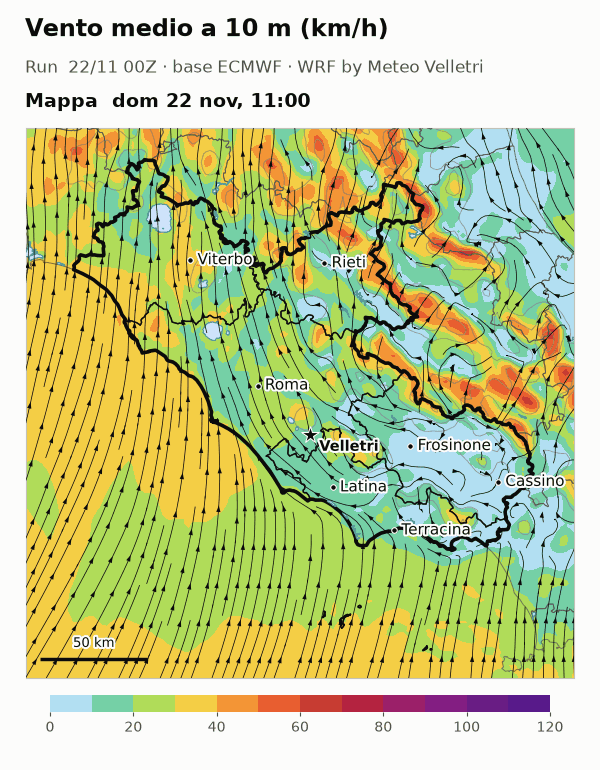 Vento medio a 10 m (km/h)
Run 22/11 00Z · base ECMWF · WRF by Meteo Velletri
Mappa dom 22 nov, 11:00
Viterbo
Rieti
Roma
Velletri
Frosinone
Latina
Cassino
Terracina
50 km
0 20 40 60 80 100 120